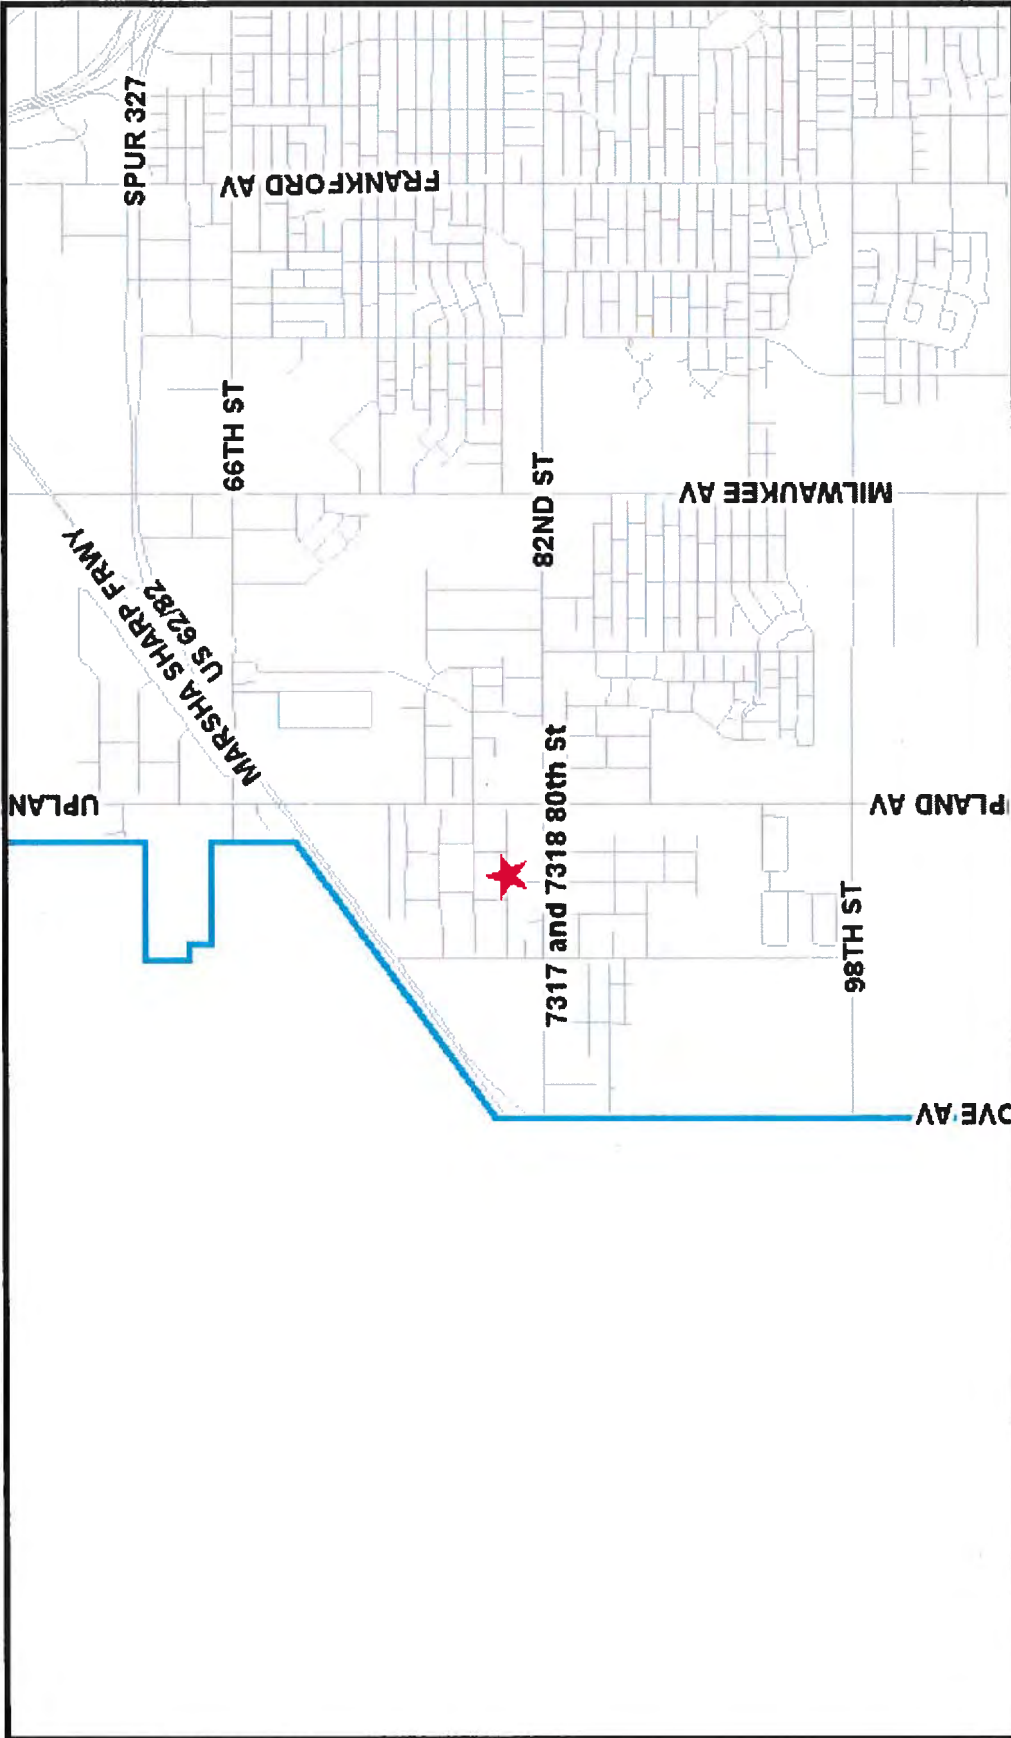 SPUR 327
FRANKFORD AV
66TH ST
82ND ST
MILWAUKEE AV
MARSHA SHARP FRWY
US 62/82
UPLAN
7317 and 7318 80th St
PLAND AV
98TH ST
OVE AV